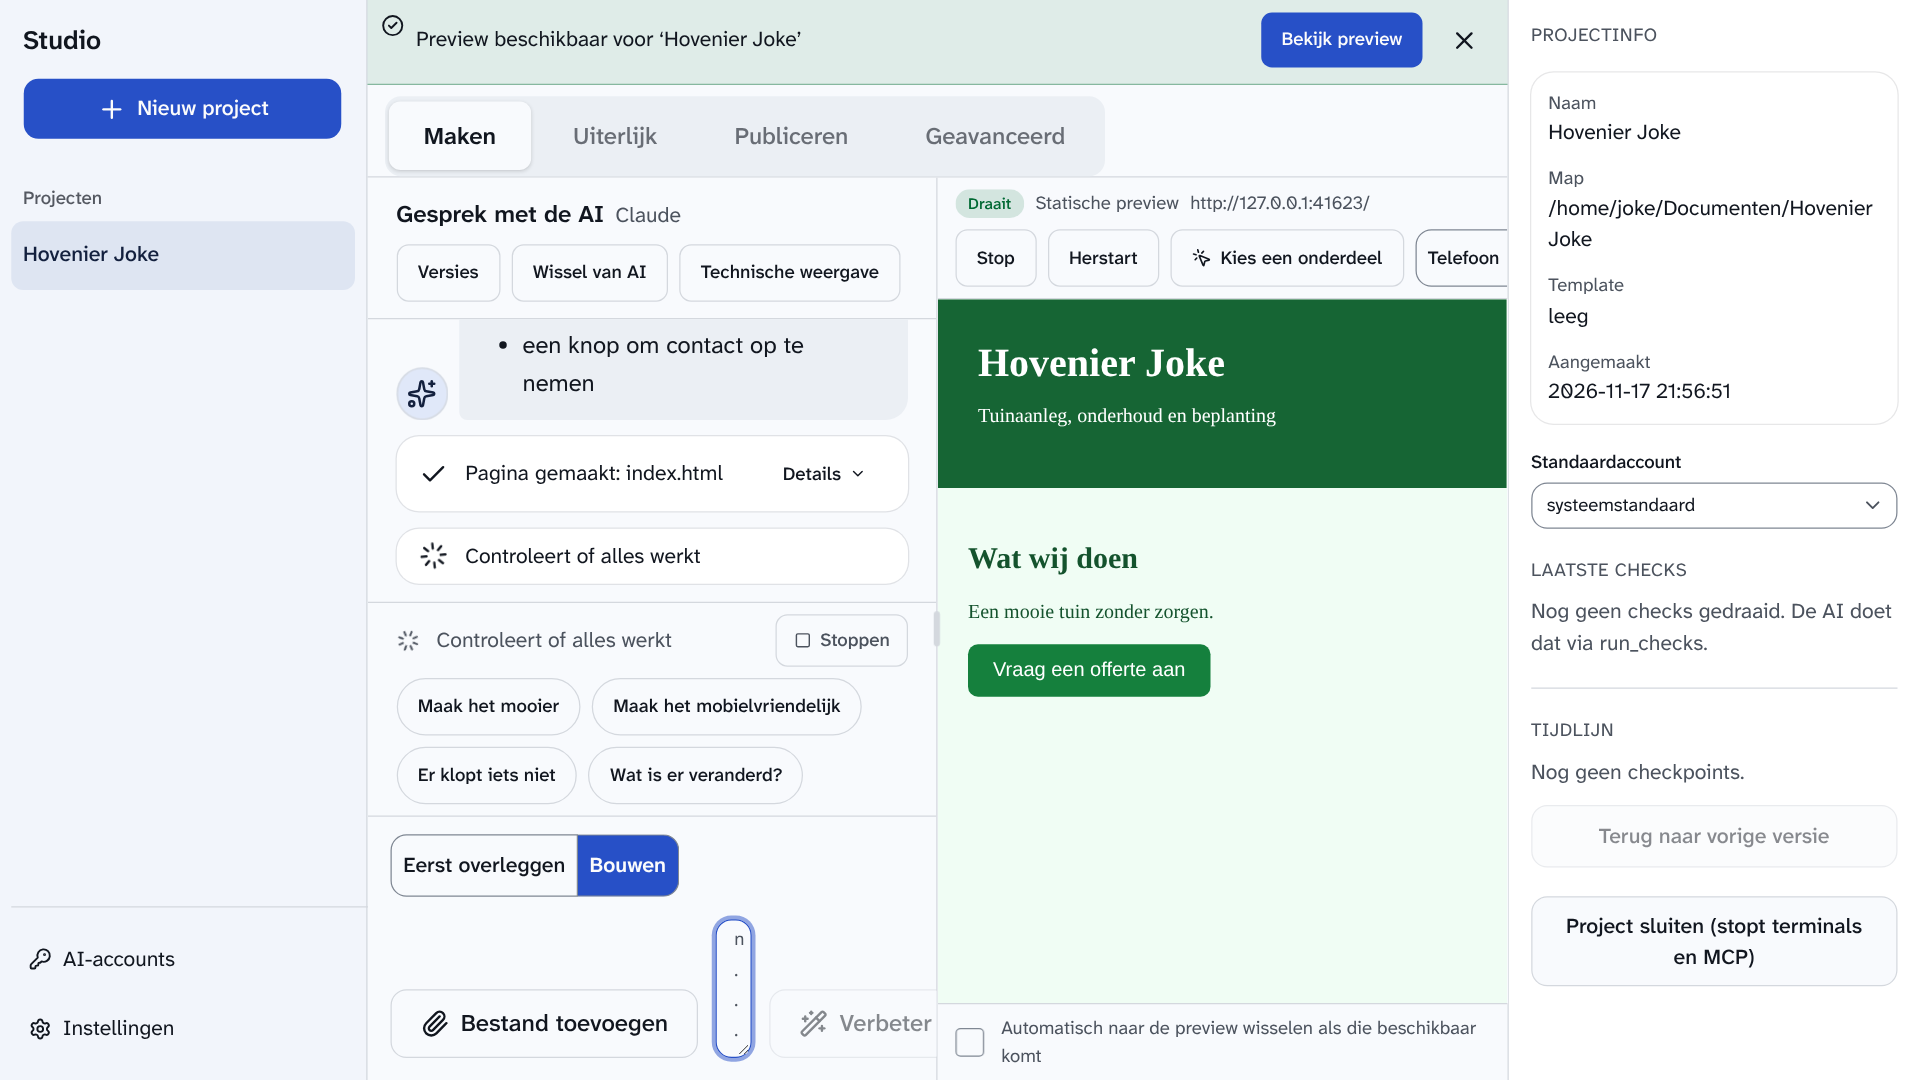 Studio
Nieuw project
Projecten
Hovenier Joke
AI-accounts
Instellingen
Preview beschikbaar voor ‘Hovenier Joke’
Bekijk preview
Maken
Uiterlijk
Publiceren
Geavanceerd
Gesprek met de AI Claude
Versies
Wissel van AI
Technische weergave
• een knop om contact op te
nemen
Pagina gemaakt: index.html
Details
Controleert of alles werkt
Controleert of alles werkt
Stoppen
Maak het mooier
Maak het mobielvriendelijk
Er klopt iets niet
Wat is er veranderd?
Eerst overleggen
Bouwen
Bestand toevoegen
n
.
.
.
Verbeter
Draait
Statische preview http://127.0.0.1:41623/
Stop
Herstart
Kies een onderdeel
Telefoon
Hovenier Joke
Tuinaanleg, onderhoud en beplanting
Wat wij doen
Een mooie tuin zonder zorgen.
Vraag een offerte aan
Automatisch naar de preview wisselen als die beschikbaar
komt
PROJECTINFO
Naam
Hovenier Joke
Map
/home/joke/Documenten/Hovenier
Joke
Template
leeg
Aangemaakt
2026-11-17 21:56:51
Standaardaccount
systeemstandaard
LAATSTE CHECKS
Nog geen checks gedraaid. De AI doet
dat via run_checks.
TIJDLIJN
Nog geen checkpoints.
Terug naar vorige versie
Project sluiten (stopt terminals
en MCP)